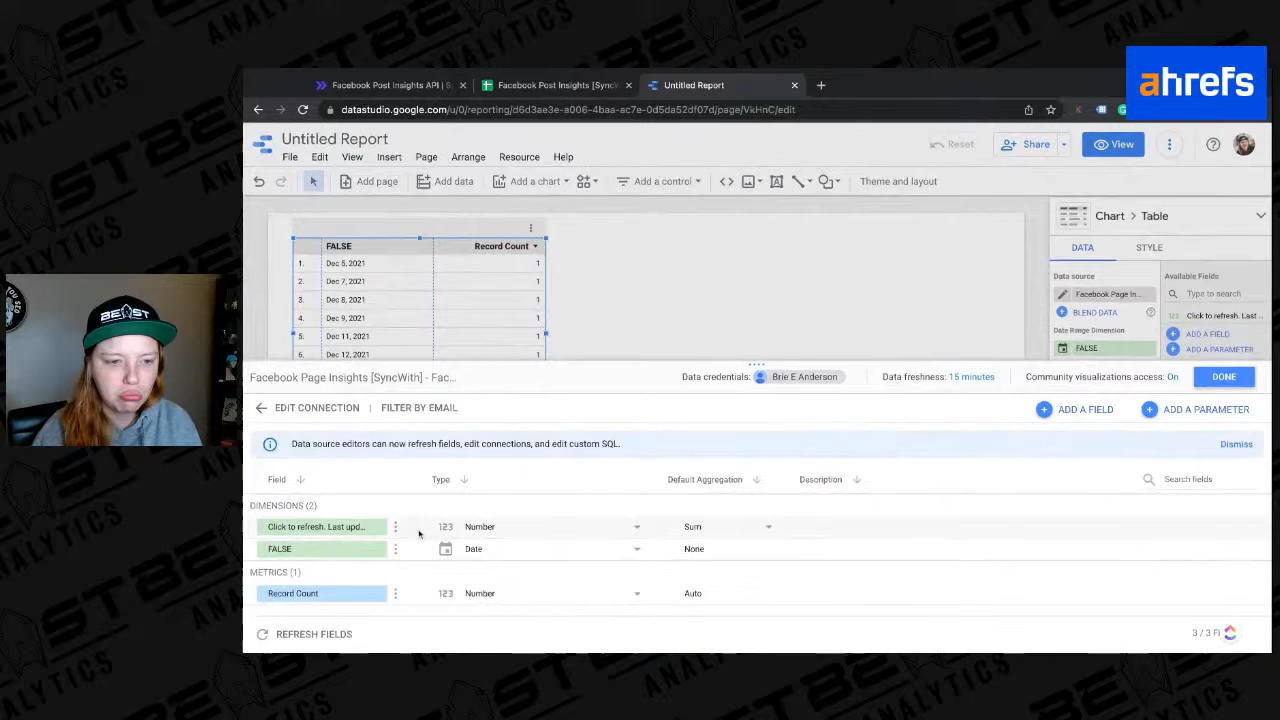 ahrefs
Facebook Post Insights API | S
Facebook Post Insights [SyncW
Untitled Report
datastudio.google.com/u/0/reporting/d6d3ae3e-a006-4baa-ac7e-0d5da52df07d/page/VkHnC/edit
Untitled Report
File Edit View Insert Page Arrange Resource Help
Reset Share View
Add page Add data Add a chart Add a control Theme and layout
Chart > Table
DATA STYLE
Data source
Facebook Page In...
BLEND DATA
Date Range Dimension
FALSE
Available Fields
Type to search
123 Click to refresh. Last ...
ADD A FIELD
ADD A PARAMETER
FALSE Record Count
1. Dec 5, 2021 1
2. Dec 7, 2021 1
3. Dec 8, 2021 1
4. Dec 9, 2021 1
5. Dec 11, 2021 1
6. Dec 12, 2021 1
Facebook Page Insights [SyncWith] - Fac...
Data credentials: Brie E Anderson Data freshness: 15 minutes Community visualizations access: On DONE
EDIT CONNECTION | FILTER BY EMAIL
ADD A FIELD ADD A PARAMETER
Data source editors can now refresh fields, edit connections, and edit custom SQL. Dismiss
Field Type Default Aggregation Description Search fields
DIMENSIONS (2)
Click to refresh. Last upd... 123 Number Sum
FALSE Date None
METRICS (1)
Record Count 123 Number Auto
REFRESH FIELDS 3 / 3 Fi
BEAST
YOU SEO
BEAST
ANALYTICS